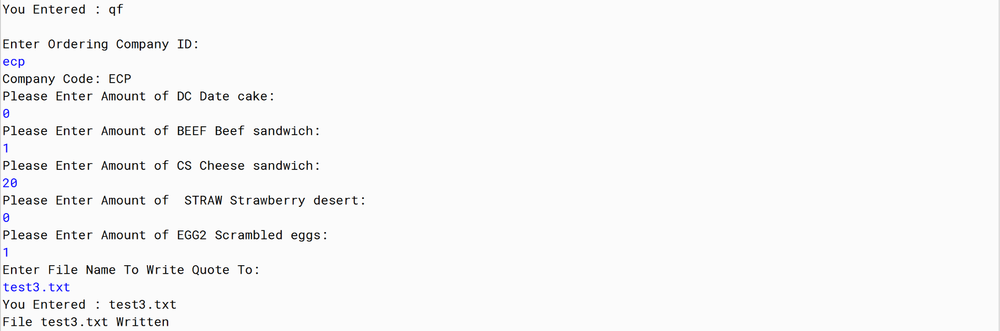 You Entered : qf
Enter Ordering Company ID:
ecp
Company Code: ECP
Please Enter Amount of DC Date cake:
0
Please Enter Amount of BEEF Beef sandwich:
1
Please Enter Amount of CS Cheese sandwich:
20
Please Enter Amount of  STRAW Strawberry desert:
0
Please Enter Amount of EGG2 Scrambled eggs:
1
Enter File Name To Write Quote To:
test3.txt
You Entered : test3.txt
File test3.txt Written